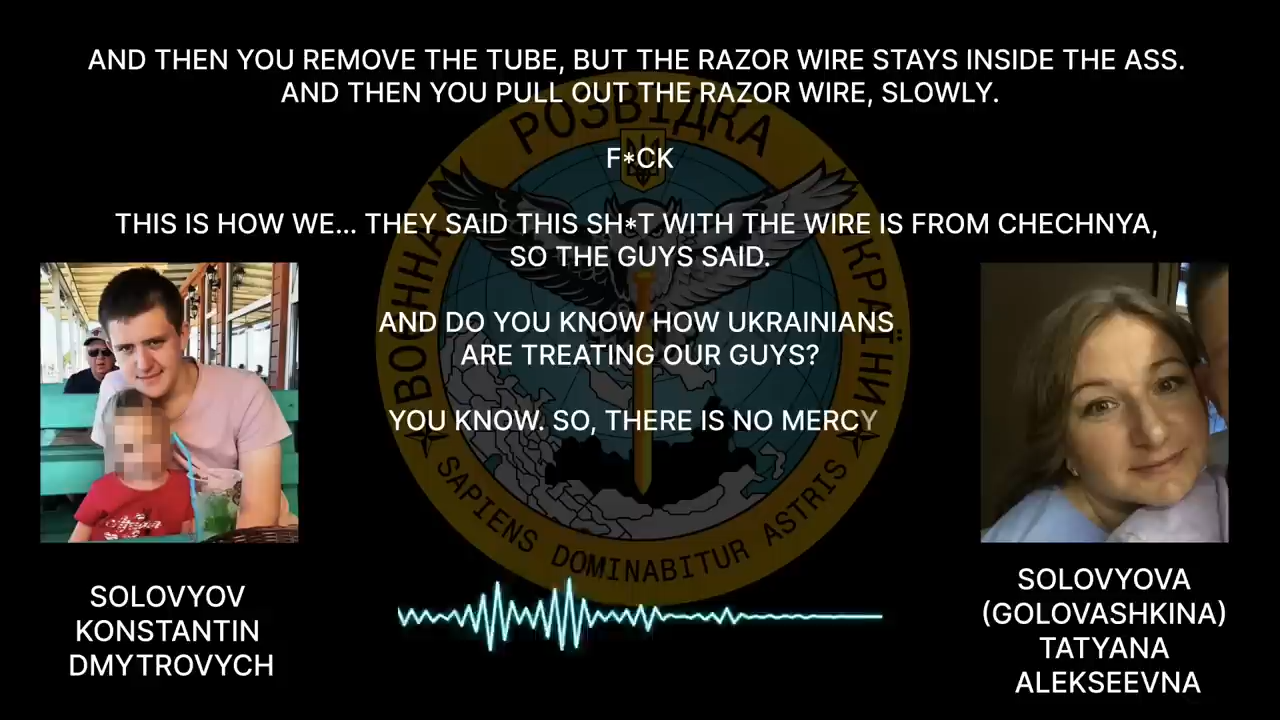 AND THEN YOU REMOVE THE TUBE, BUT THE RAZOR WIRE STAYS INSIDE THE ASS.
AND THEN YOU PULL OUT THE RAZOR WIRE, SLOWLY.
F*CK
THIS IS HOW WE... THEY SAID THIS SH*T WITH THE WIRE IS FROM CHECHNYA,
SO THE GUYS SAID.
AND DO YOU KNOW HOW UKRAINIANS
ARE TREATING OUR GUYS?
YOU KNOW. SO, THERE IS NO MERCY
ВОЄННА РОЗВІДКА УКРАЇНИ
SAPIENS DOMINABITUR ASTRIS
SOLOVYOV
KONSTANTIN
DMYTROVYCH
SOLOVYOVA
(GOLOVASHKINA)
TATYANA
ALEKSEEVNA